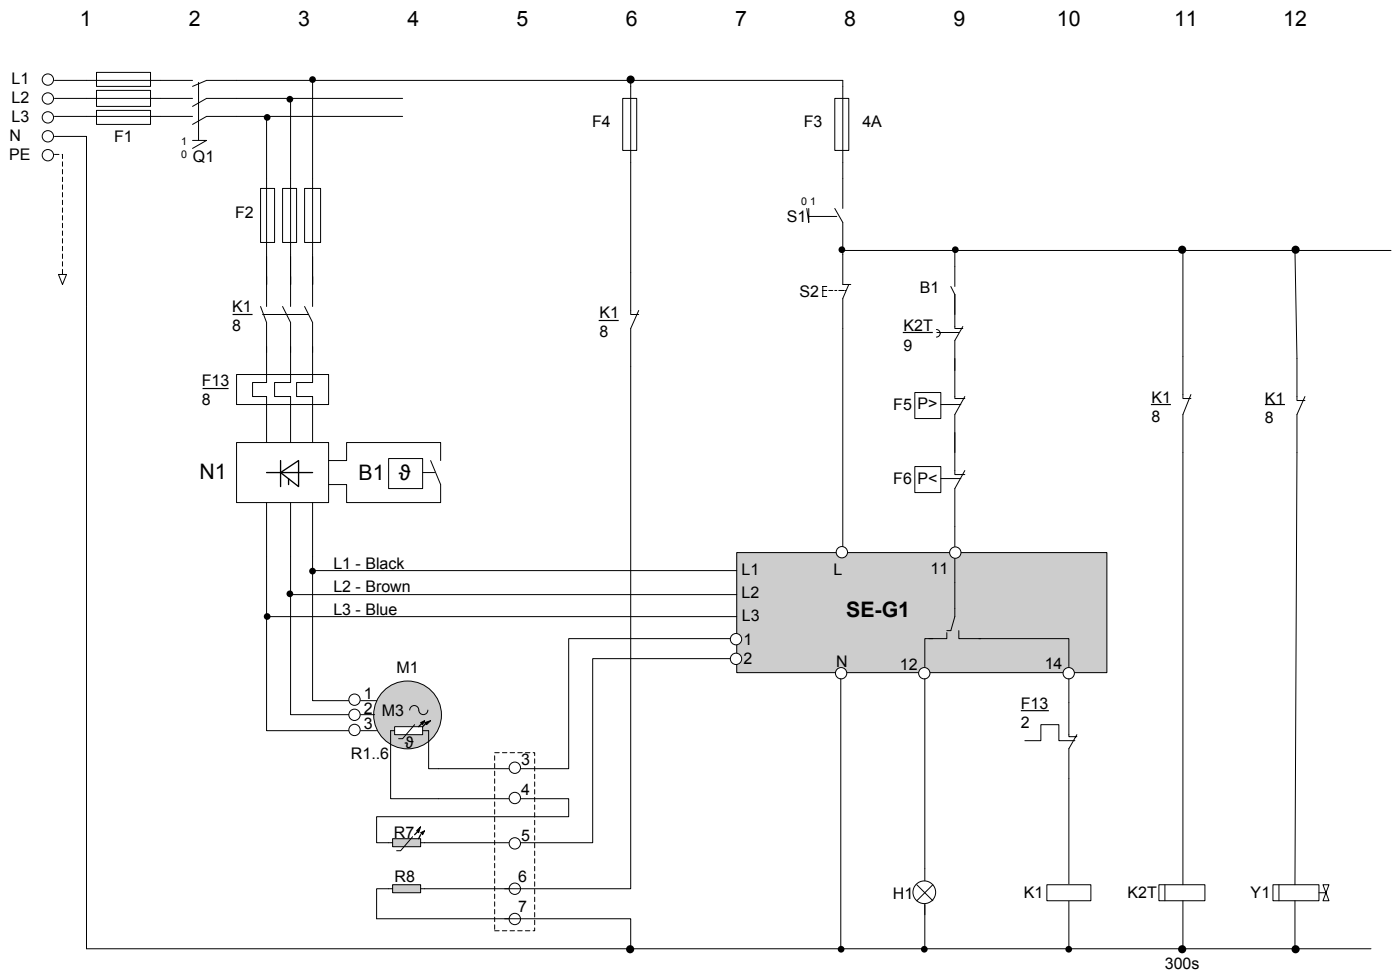 1 2 3 4 5 6 7 8 9 10 11 12
L1
L2
L3
N
PE
F1
1
0 Q1
F4
F3 4A
F2
S1 0 1
S2
B1
K1
8
K1
8
K2T
9
F13
8
F5 P>
K1
8
K1
8
N1
B1 ϑ
F6 P<
L1 - Black
L2 - Brown
L3 - Blue
L1
L2
L3
1
2
L
11
SE-G1
N
12
14
M1
M3
1
2
3
ϑ
R1..6
F13
2
3
4
5
6
7
R7
R8
H1
K1
K2T
Y1
300s